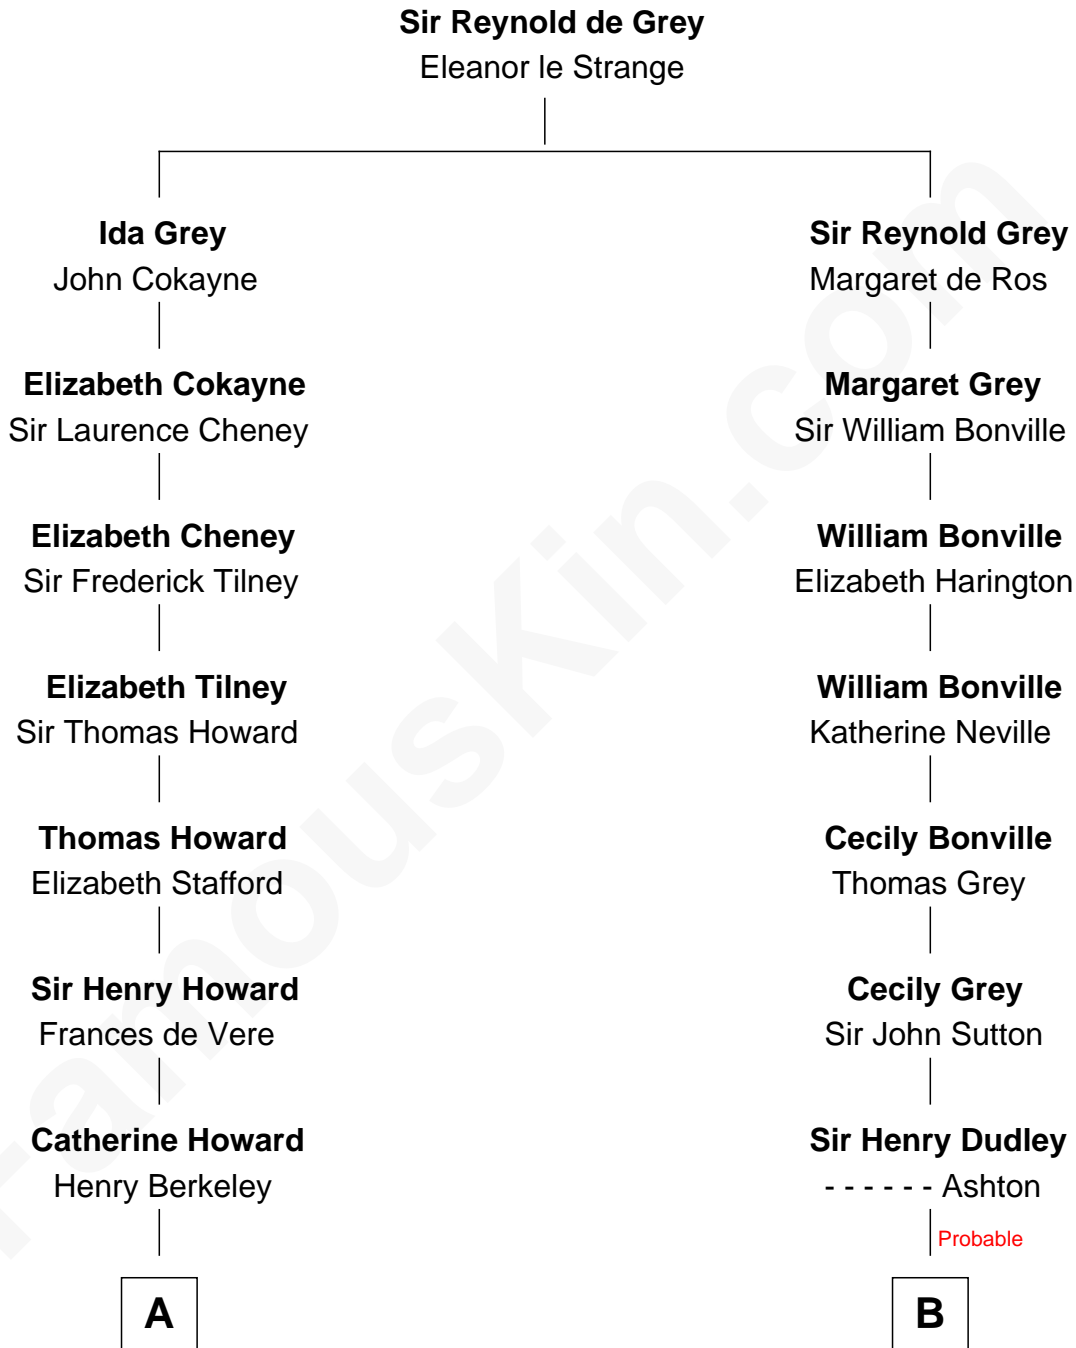 Sir Reynold de Grey
Eleanor le Strange
Ida Grey
John Cokayne
Sir Reynold Grey
Margaret de Ros
Elizabeth Cokayne
Sir Laurence Cheney
Margaret Grey
Sir William Bonville
Elizabeth Cheney
Sir Frederick Tilney
William Bonville
Elizabeth Harington
Elizabeth Tilney
Sir Thomas Howard
William Bonville
Katherine Neville
Thomas Howard
Elizabeth Stafford
Cecily Bonville
Thomas Grey
Sir Henry Howard
Frances de Vere
Cecily Grey
Sir John Sutton
Catherine Howard
Henry Berkeley
Sir Henry Dudley
- - - - - - Ashton
Probable
A
B
FamousKin.com